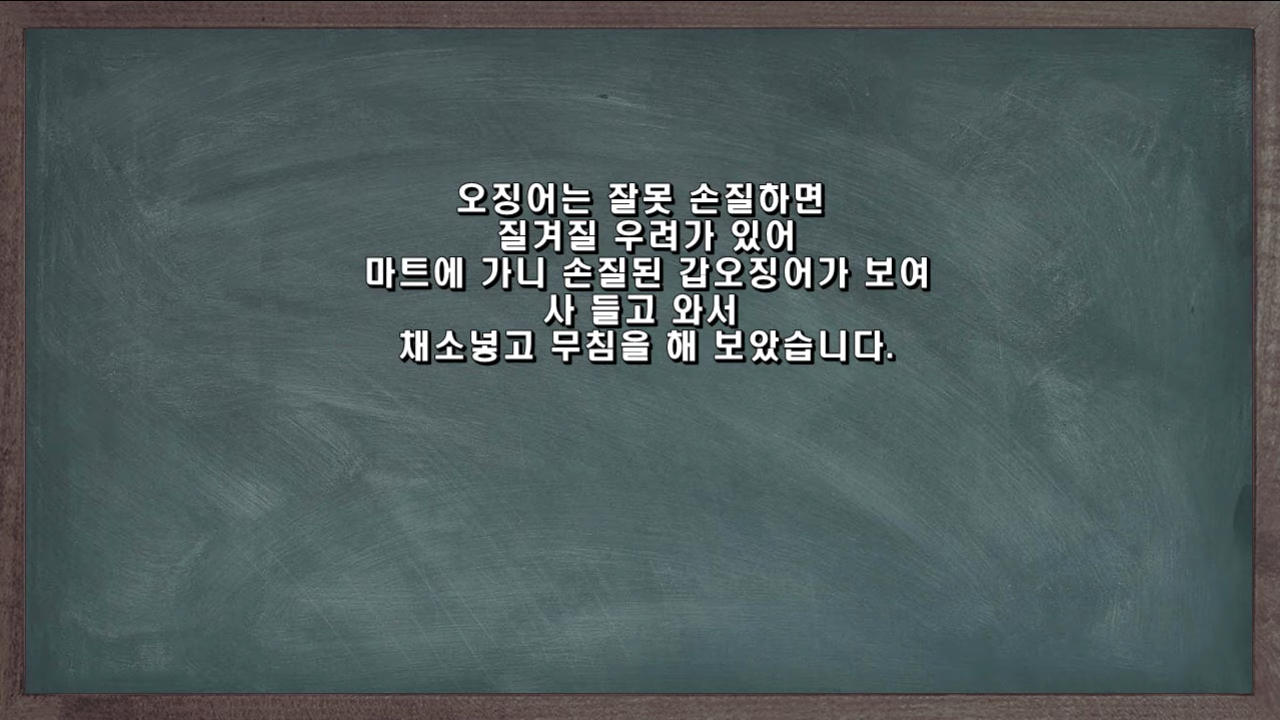 오징어는 잘못 손질하면
질겨질 우려가 있어
마트에 가니 손질된 갑오징어가 보여
사 들고 와서
채소넣고 무침을 해 보았습니다.